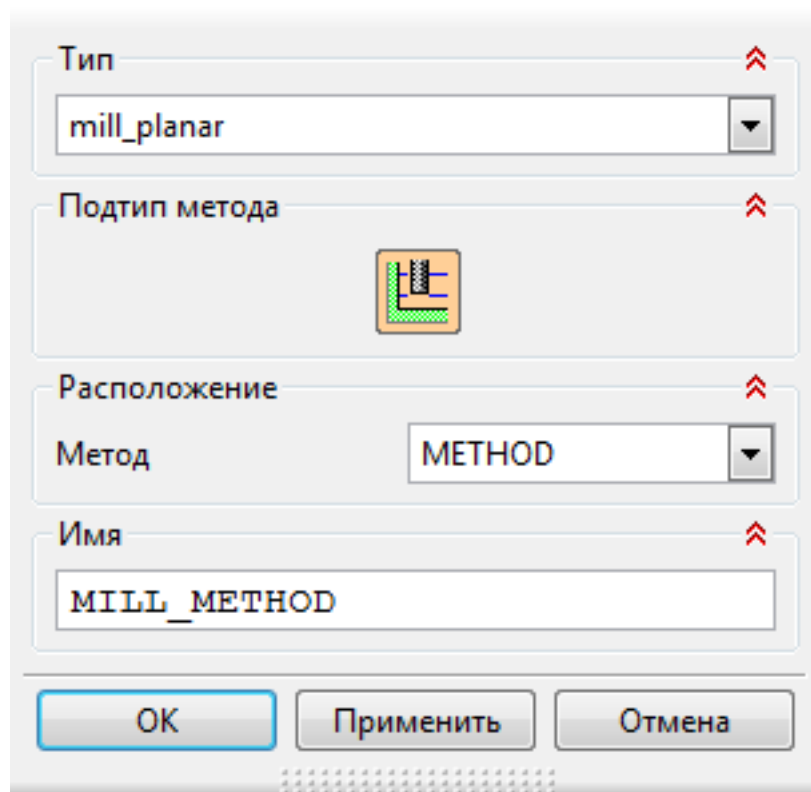 Тип
mill_planar
Подтип метода
Расположение
Метод METHOD
Имя
MILL_METHOD
OK Применить Отмена